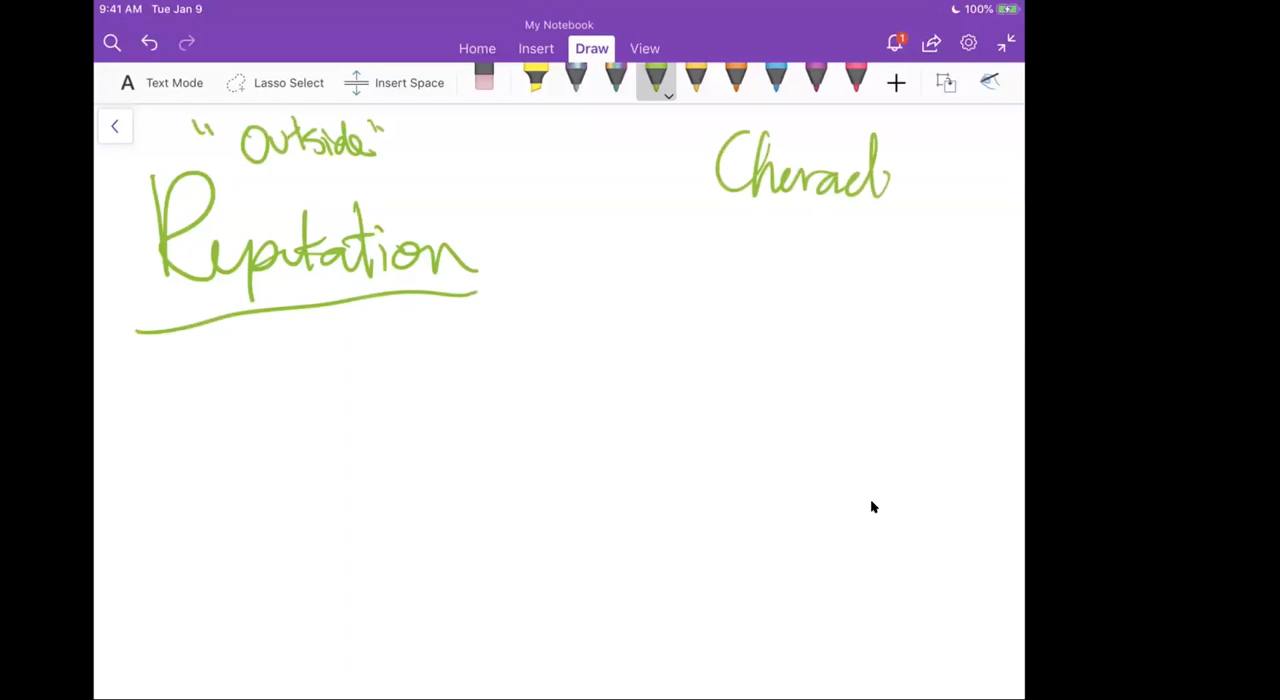 9:41 AM Tue Jan 9
100%
My Notebook
Home Insert Draw View
1
A Text Mode Lasso Select Insert Space
"Outside"
Reputation